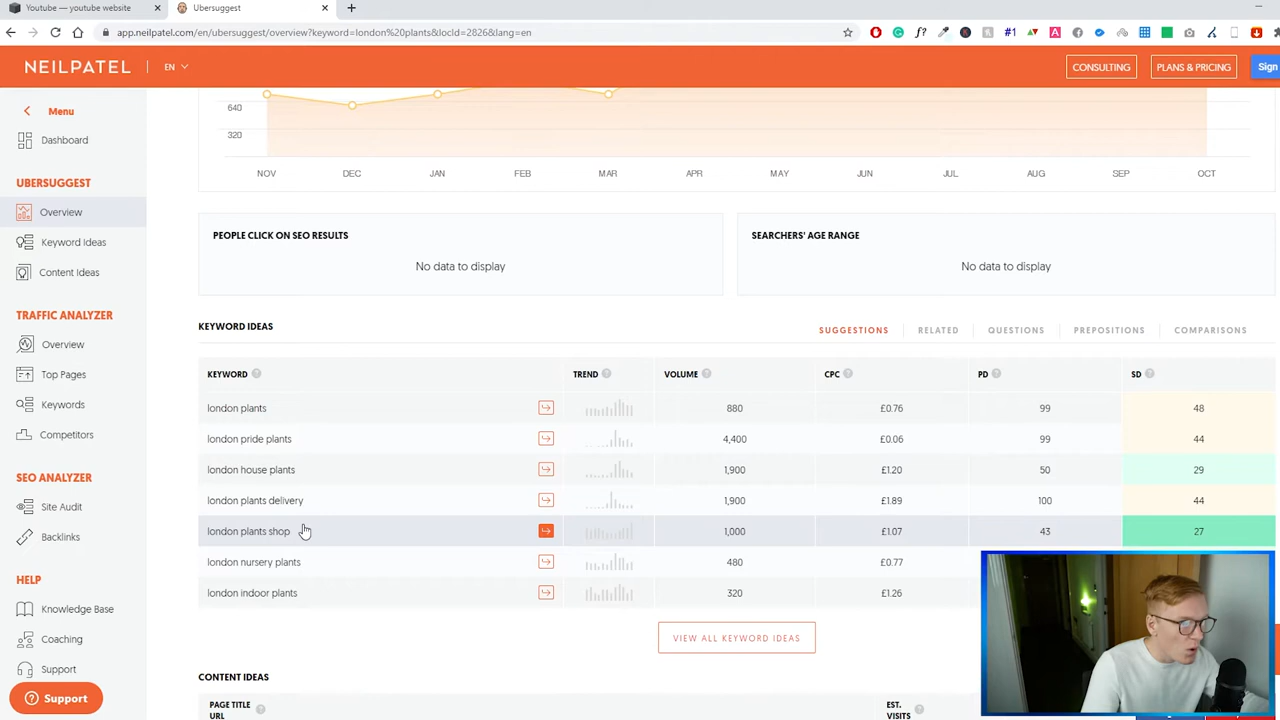 Youtube — youtube website
Ubersuggest
app.neilpatel.com/en/ubersuggest/overview?keyword=london%20plants&locId=2826&lang=en
NEILPATEL
EN
CONSULTING
PLANS & PRICING
Sign
Menu
Dashboard
UBERSUGGEST
Overview
Keyword Ideas
Content Ideas
TRAFFIC ANALYZER
Overview
Top Pages
Keywords
Competitors
SEO ANALYZER
Site Audit
Backlinks
HELP
Knowledge Base
Coaching
Support
Support
640
320
NOV DEC JAN FEB MAR APR MAY JUN JUL AUG SEP OCT
PEOPLE CLICK ON SEO RESULTS
No data to display
SEARCHERS' AGE RANGE
No data to display
KEYWORD IDEAS
SUGGESTIONS RELATED QUESTIONS PREPOSITIONS COMPARISONS
KEYWORD TREND VOLUME CPC PD SD
london plants 880 £0.76 99 48
london pride plants 4,400 £0.06 99 44
london house plants 1,900 £1.20 50 29
london plants delivery 1,900 £1.89 100 44
london plants shop 1,000 £1.07 43 27
london nursery plants 480 £0.77
london indoor plants 320 £1.26
VIEW ALL KEYWORD IDEAS
CONTENT IDEAS
PAGE TITLE
URL
EST.
VISITS